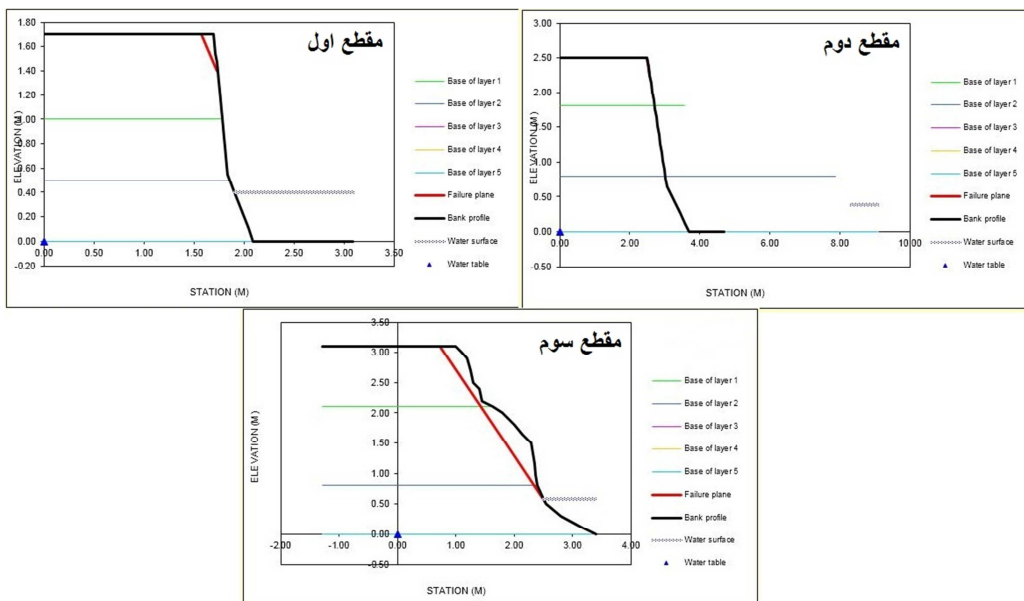 مقطع اول
1.80
1.60
1.40
1.20
1.00
0.80
0.60
0.40
0.20
0.00
-0.20
ELEVATION (M)
0.00 0.50 1.00 1.50 2.00 2.50 3.00 3.50
STATION (M)
Base of layer 1
Base of layer 2
Base of layer 3
Base of layer 4
Base of layer 5
Failure plane
Bank profile
Water surface
Water table
مقطع دوم
3.00
2.50
2.00
1.50
1.00
0.50
0.00
-0.50
ELEVATION (M)
0.00 2.00 4.00 6.00 8.00 10.00
STATION (M)
Base of layer 1
Base of layer 2
Base of layer 3
Base of layer 4
Base of layer 5
Failure plane
Bank profile
Water surface
Water table
مقطع سوم
3.50
3.00
2.50
2.00
1.50
1.00
0.50
0.00
-0.50
ELEVATION (M)
-2.00 -1.00 0.00 1.00 2.00 3.00 4.00
STATION (M)
Base of layer 1
Base of layer 2
Base of layer 3
Base of layer 4
Base of layer 5
Failure plane
Bank profile
Water surface
Water table